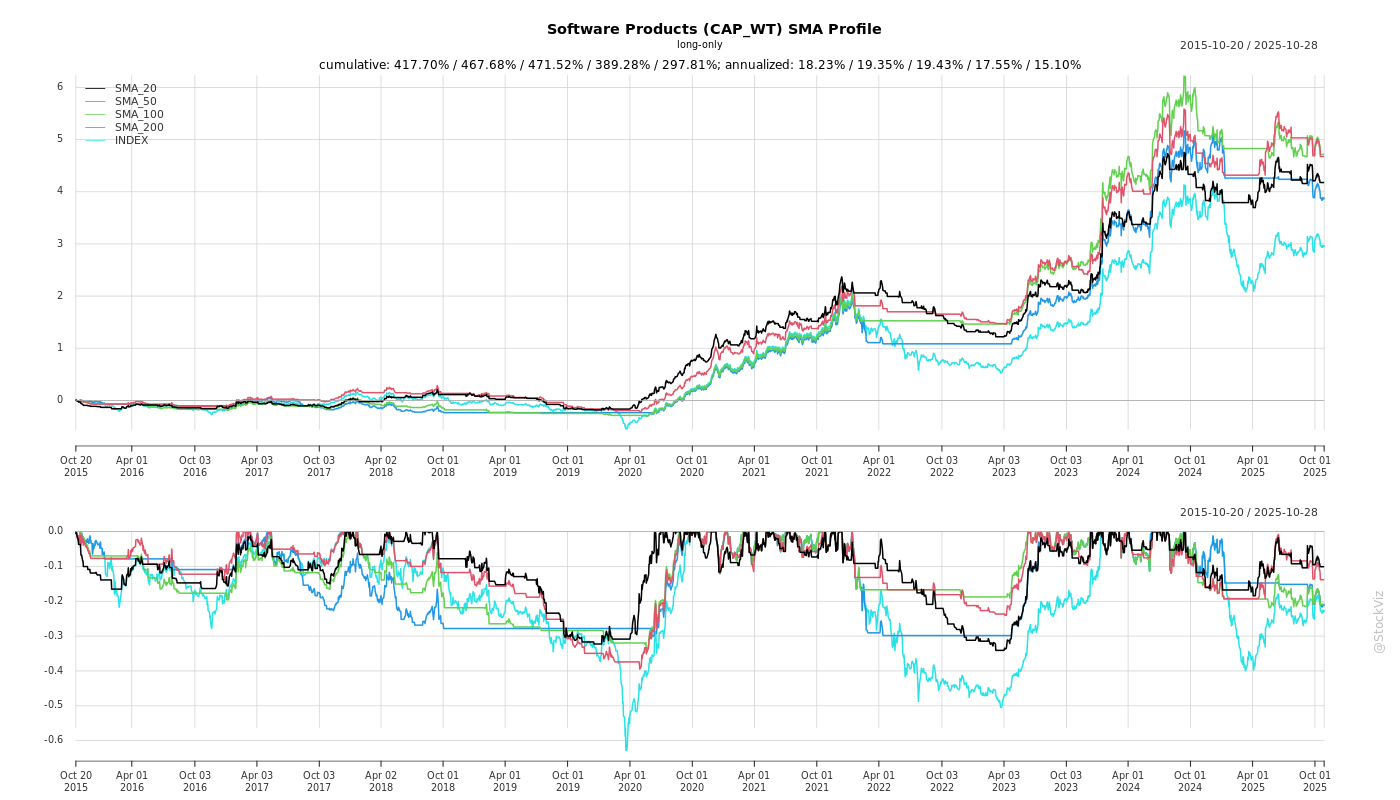 Software Products (CAP_WT) SMA Profile
long-only
2015-10-20 / 2025-10-28
cumulative: 417.70% / 467.68% / 471.52% / 389.28% / 297.81%; annualized: 18.23% / 19.35% / 19.43% / 17.55% / 15.10%
SMA_20
SMA_50
SMA_100
SMA_200
INDEX
6
5
4
3
2
1
0
Oct 20 Apr 01 Oct 03 Apr 03 Oct 03 Apr 02 Oct 01 Apr 01 Oct 01 Apr 01 Oct 01 Apr 01 Oct 01 Apr 01 Oct 03 Apr 03 Oct 03 Apr 01 Oct 01 Apr 01 Oct 01
2015 2016 2016 2017 2017 2018 2018 2019 2019 2020 2020 2021 2021 2022 2022 2023 2023 2024 2024 2025 2025
2015-10-20 / 2025-10-28
0.0
-0.1
-0.2
-0.3
-0.4
-0.5
-0.6
Oct 20 Apr 01 Oct 03 Apr 03 Oct 03 Apr 02 Oct 01 Apr 01 Oct 01 Apr 01 Oct 01 Apr 01 Oct 01 Apr 01 Oct 03 Apr 03 Oct 03 Apr 01 Oct 01 Apr 01 Oct 01
2015 2016 2016 2017 2017 2018 2018 2019 2019 2020 2020 2021 2021 2022 2022 2023 2023 2024 2024 2025 2025
@StockViz